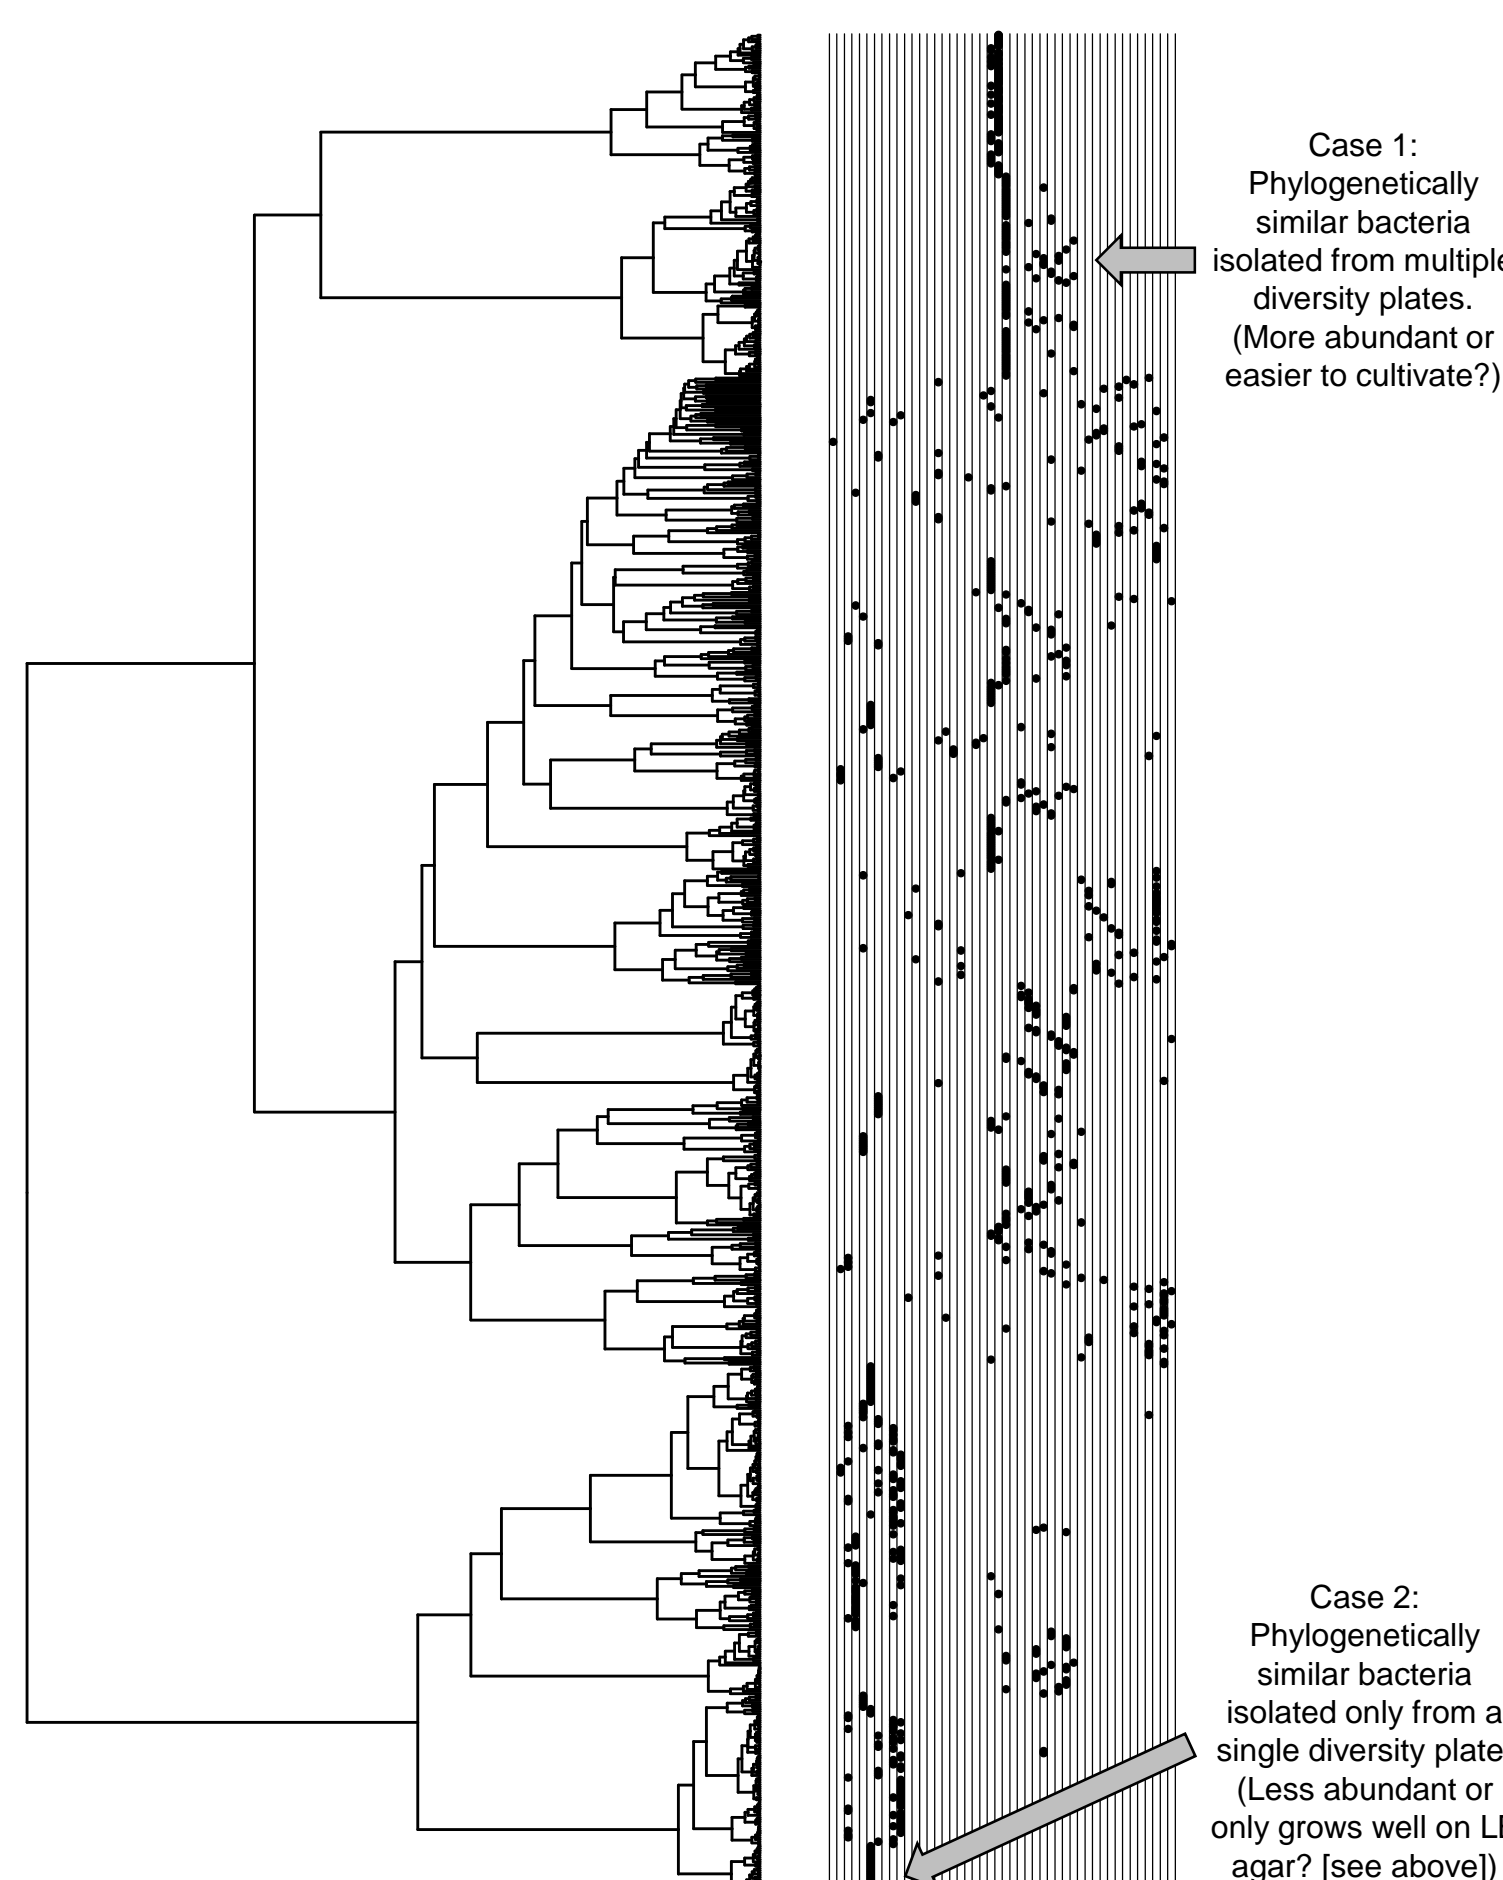 Case 1:
Phylogenetically
similar bacteria
isolated from multiple
diversity plates.
(More abundant or
easier to cultivate?)
Case 2:
Phylogenetically
similar bacteria
isolated only from a
single diversity plate
(Less abundant or
only grows well on LB
agar? [see above])